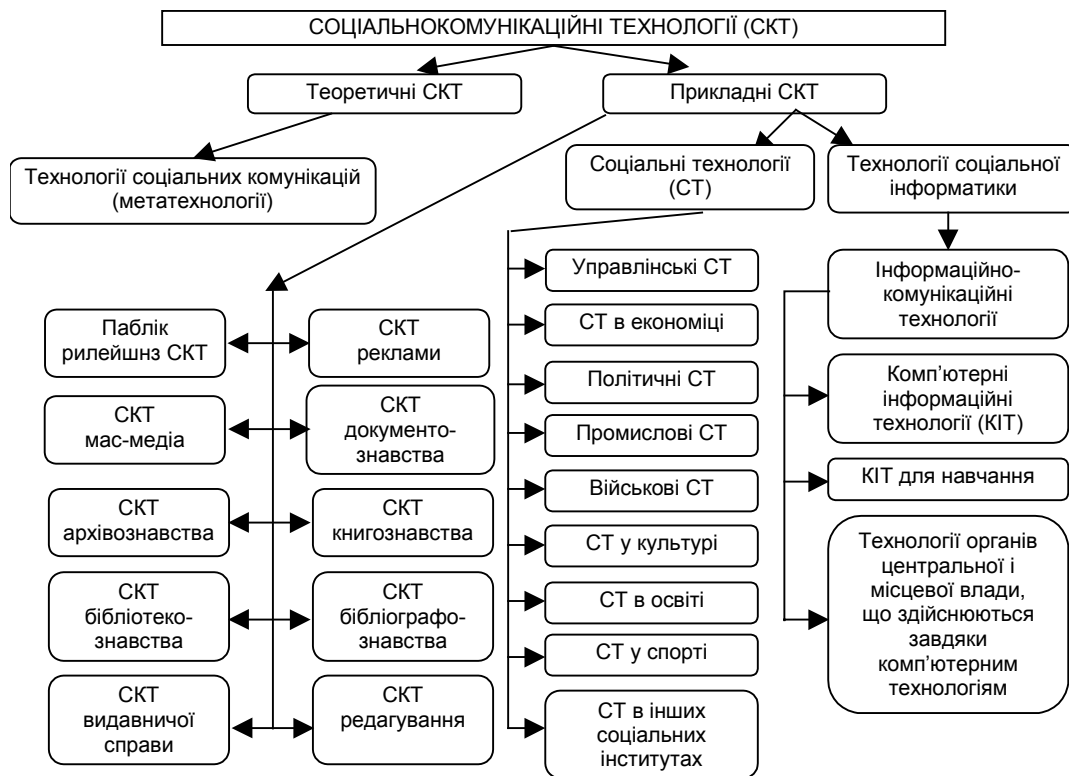 СОЦІАЛЬНОКОМУНІКАЦІЙНІ ТЕХНОЛОГІЇ (СКТ)
Теоретичні СКТ
Прикладні СКТ
Технології соціальних комунікацій
(метатехнології)
Соціальні технології
(СТ)
Технології соціальної
інформатики
Паблік
рилейшнз СКТ
СКТ
реклами
СКТ
мас-медіа
СКТ
документо-
знавства
СКТ
архівознавства
СКТ
книгознавства
СКТ
бібліотеко-
знавства
СКТ
бібліографо-
знавства
СКТ
видавничої
справи
СКТ
редагування
Управлінські СТ
СТ в економіці
Політичні СТ
Промислові СТ
Військові СТ
СТ у культурі
СТ в освіті
СТ у спорті
СТ в інших
соціальних
інститутах
Інформаційно-
комунікаційні
технології
Комп’ютерні
інформаційні
технології (КІТ)
КІТ для навчання
Технології органів
центральної і
місцевої влади,
що здійснюються
завдяки
комп’ютерним
технологіям